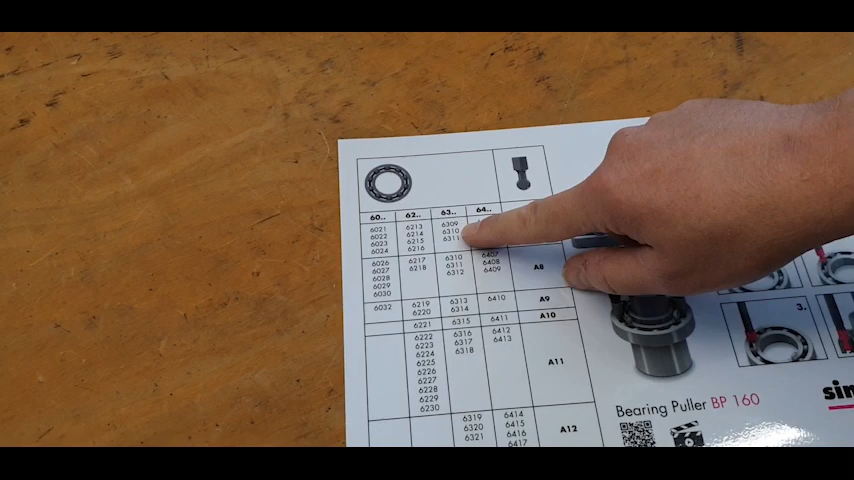 60.. 62.. 63.. 64..
6021 6213 6309
6022 6214 6310
6023 6215 6311
6024 6216
6026 6217 6310 6407 A8
6027 6218 6311 6408
6028 6312 6409
6029
6030
6032 6219 6313 6410 A9
6220 6314
6221 6315 6411 A10
6222 6316 6412 A11
6223 6317 6413
6224 6318
6225
6226
6227
6228
6229
6230
6319 6414 A12
6320 6415
6321 6416
6417
3.
Bearing Puller BP 160